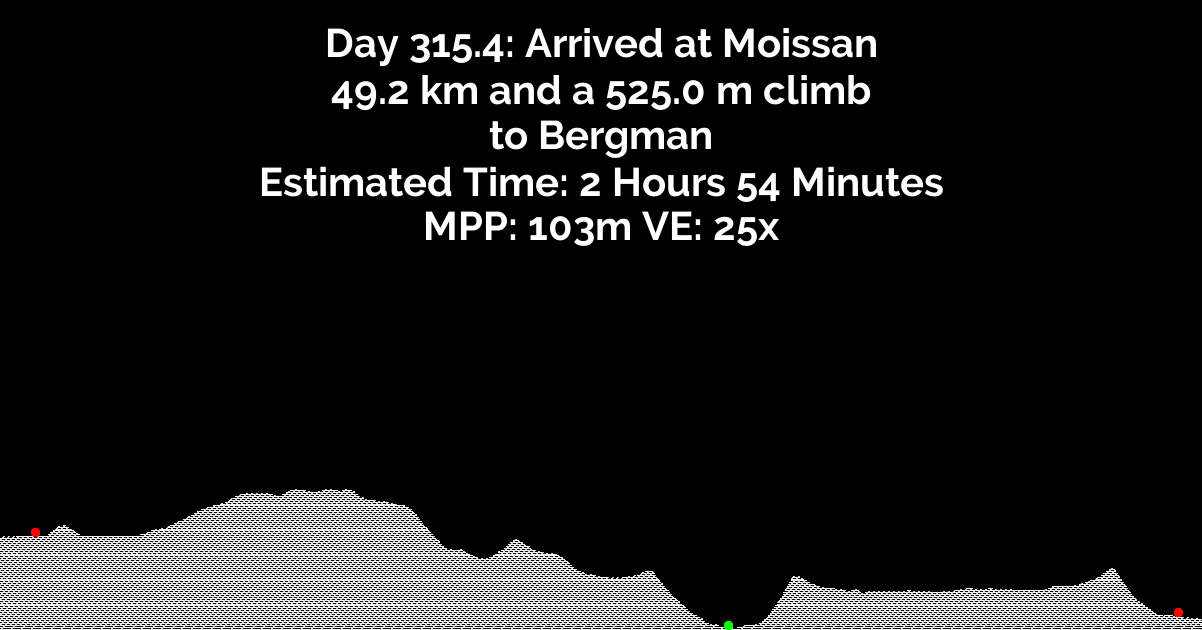 Day 315.4: Arrived at Moissan
49.2 km and a 525.0 m climb
to Bergman
Estimated Time: 2 Hours 54 Minutes
MPP: 103m VE: 25x